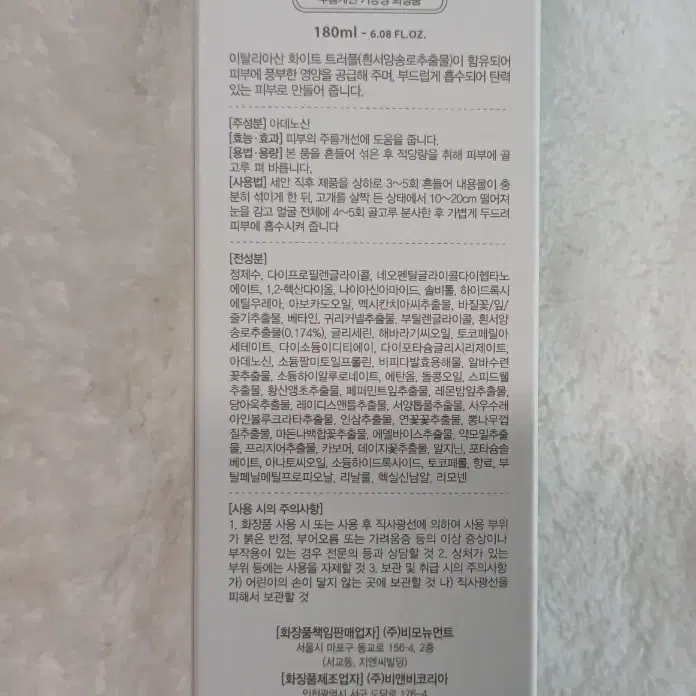 주름개선 기능성 화장품
180ml - 6.08 FL.OZ.
이탈리아산 화이트 트러플(흰서양송로추출물)이 함유되어
피부에 풍부한 영양을 공급해 주며, 부드럽게 흡수되어 탄력
있는 피부로 만들어 줍니다.
[주성분] 아데노신
[효능·효과] 피부의 주름개선에 도움을 줍니다.
[용법·용량] 본 품을 흔들어 섞은 후 적당량을 취해 피부에 골
고루 펴 바릅니다.
[사용법] 세안 직후 제품을 상하로 3~5회 흔들어 내용물이 충
분히 섞이게 한 뒤, 고개를 살짝 든 상태에서 10~20cm 떨어져
눈을 감고 얼굴 전체에 4~5회 골고루 분사한 후 가볍게 두드려
피부에 흡수시켜 줍니다
[전성분]
정제수, 다이프로필렌글라이콜, 네오펜틸글라이콜다이헵타노
에이트, 1,2-헥산다이올, 나이아신아마이드, 솔비톨, 하이드록시
에틸우레아, 아보카도오일, 멕시칸치아씨추출물, 바질꽃/잎/
줄기추출물, 베타인, 귀리커넬추출물, 부틸렌글라이콜, 흰서양
송로추출물(0.174%), 글리세린, 해바라기씨오일, 토코페릴아
세테이트, 다이소듐이디티에이, 다이포타슘글리시리제이트,
아데노신, 소듐팔미토일프롤린, 비피다발효용해물, 알바수련
꽃추출물, 소듐하이알루로네이트, 에탄올, 돌콩오일, 스피드웰
추출물, 황산앵초추출물, 페퍼민트잎추출물, 레몬밤잎추출물,
당아욱추출물, 레이디스맨틀추출물, 서양톱풀추출물, 사우수레
아인볼루크라타추출물, 인삼추출물, 연꽃꽃추출물, 뽕나무껍
질추출물, 마돈나백합꽃추출물, 에델바이스추출물, 약모밀추출
물, 프리지어추출물, 카보머, 데이지꽃추출물, 알지닌, 포타슘솔
베이트, 아나토씨오일, 소듐하이드록사이드, 토코페롤, 향료, 부
틸페닐메틸프로피오날, 리날룰, 헥실신남알, 리모넨
[사용 시의 주의사항]
1. 화장품 사용 시 또는 사용 후 직사광선에 의하여 사용 부위
가 붉은 반점, 부어오름 또는 가려움증 등의 이상 증상이나
부작용이 있는 경우 전문의 등과 상담할 것 2. 상처가 있는
부위 등에는 사용을 자제할 것 3. 보관 및 취급 시의 주의사항
가) 어린이의 손이 닿지 않는 곳에 보관할 것 나) 직사광선을
피해서 보관할 것
[화장품책임판매업자] (주)비모뉴먼트
서울시 마포구 동교로 156-4, 2층
(서교동, 지앤씨빌딩)
[화장품제조업자] (주)비앤비코리아
인천광역시 서구 도담로 176-4